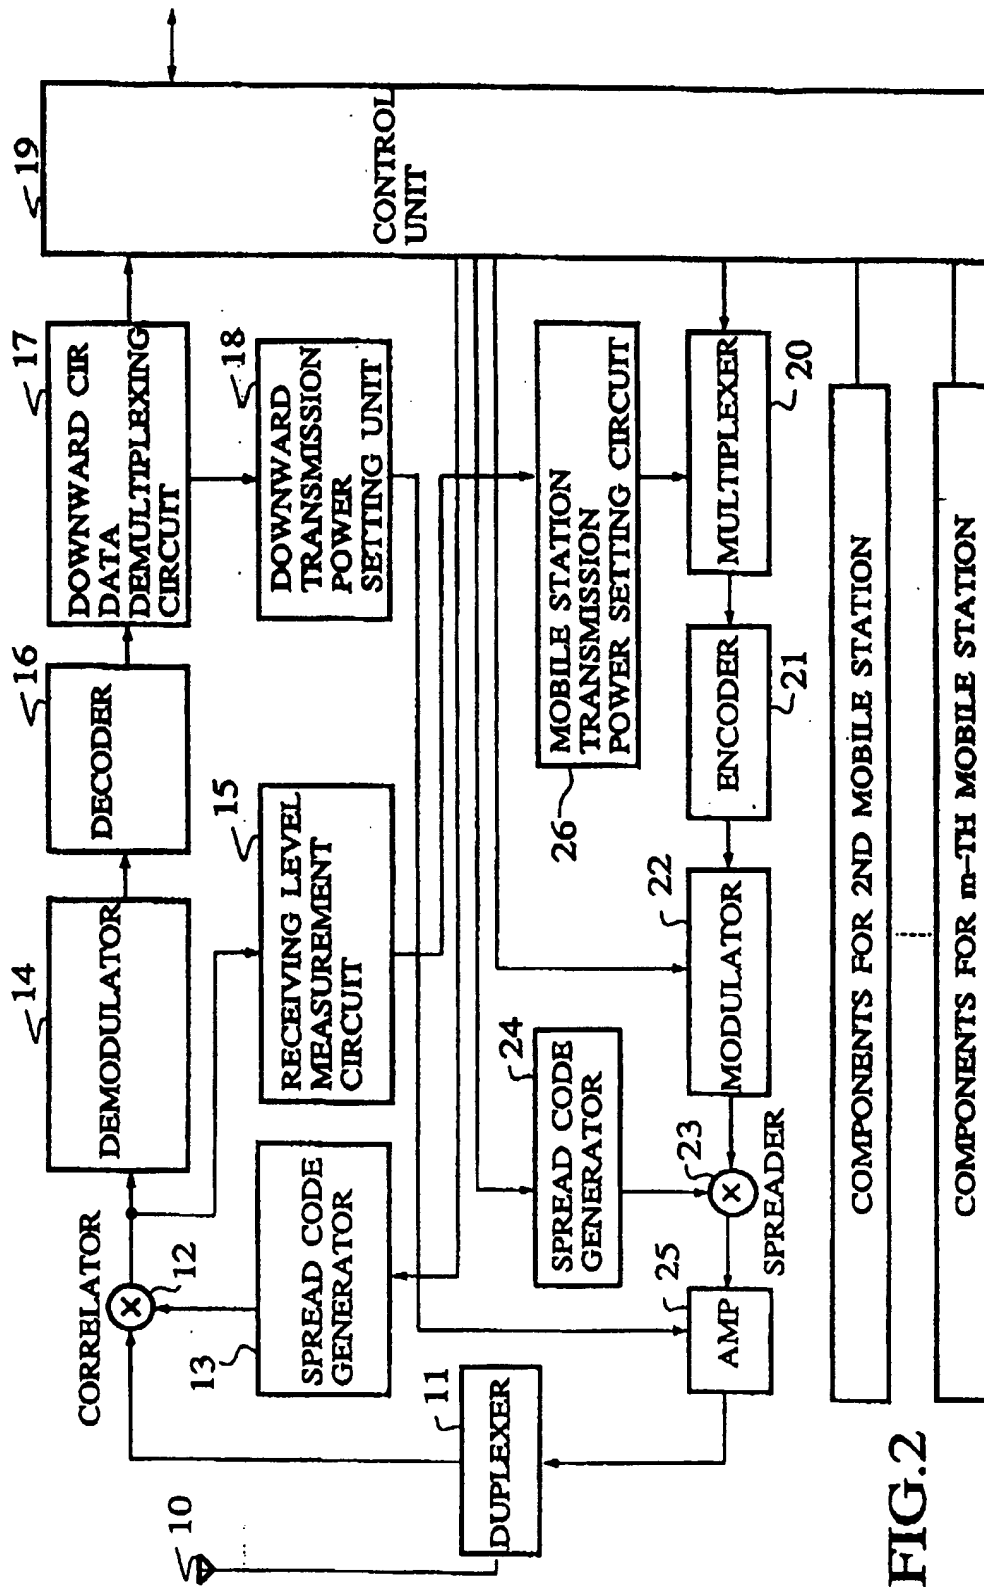 10
DUPLEXER
11
CORRELATOR
12
13
SPREAD CODE
GENERATOR
14
DEMODULATOR
15
RECEIVING LEVEL
MEASUREMENT
CIRCUIT
16
DECODER
17
DOWNWARD CIR
DATA
DEMULTIPLEXING
CIRCUIT
18
DOWNWARD
TRANSMISSION
POWER
SETTING UNIT
19
CONTROL
UNIT
26
MOBILE STATION
TRANSMISSION
POWER SETTING CIRCUIT
24
SPREAD CODE
GENERATOR
25
AMP
23
SPREADER
22
MODULATOR
21
ENCODER
20
MULTIPLEXER
COMPONENTS FOR 2ND MOBILE STATION
COMPONENTS FOR m-TH MOBILE STATION
FIG.2